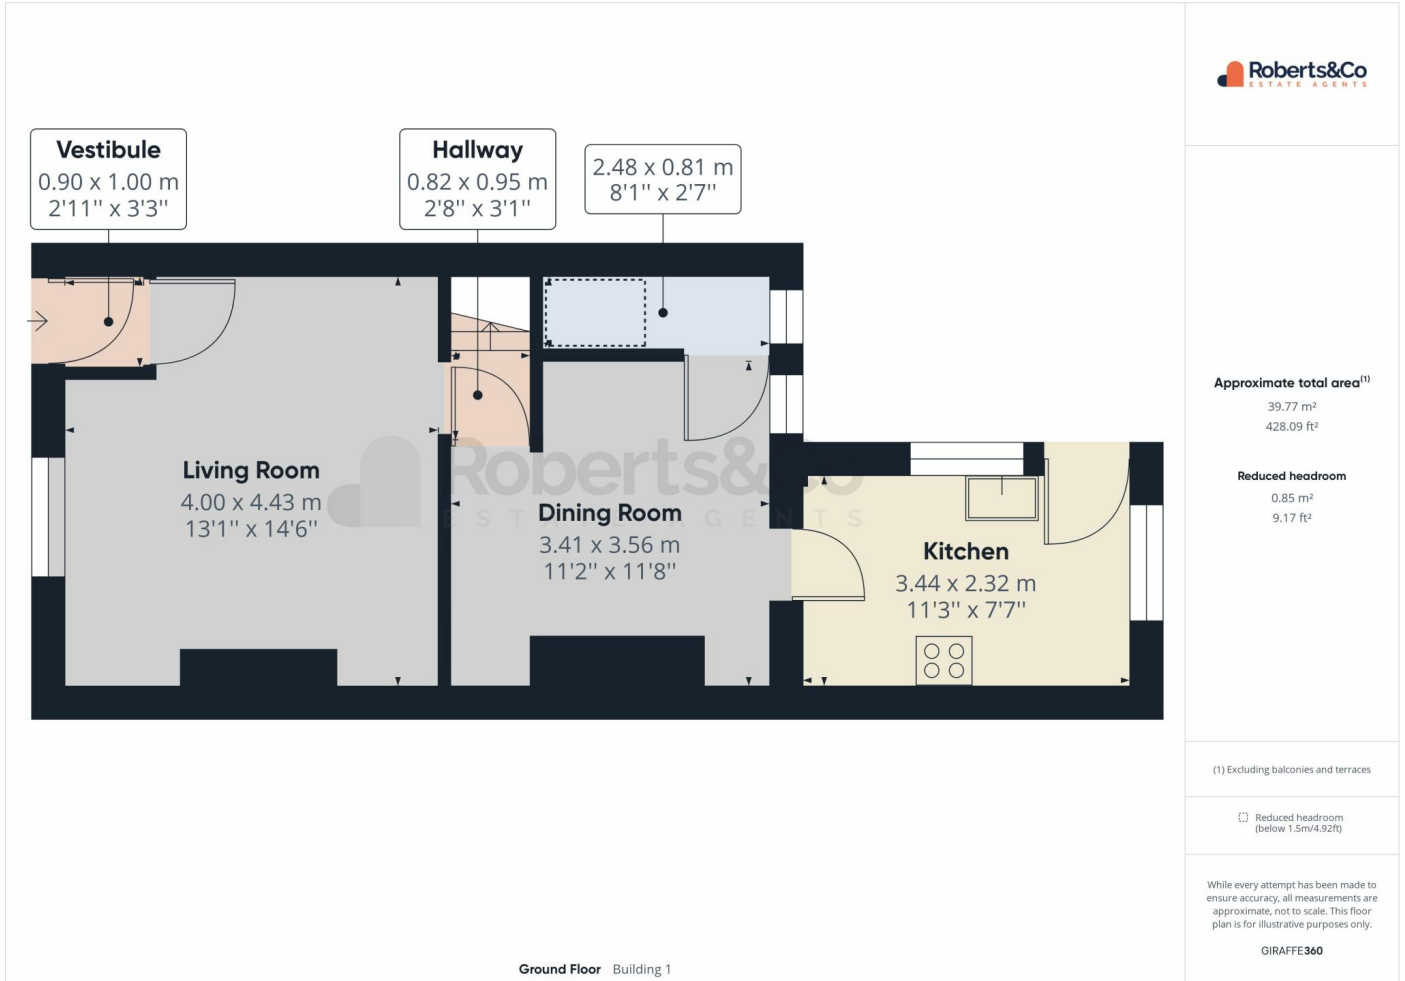 Roberts&Co
ESTATE AGENTS
Vestibule
0.90 x 1.00 m
2'11'' x 3'3''
Hallway
0.82 x 0.95 m
2'8'' x 3'1''
2.48 x 0.81 m
8'1'' x 2'7''
Living Room
4.00 x 4.43 m
13'1'' x 14'6''
Roberts&Co
ESTATE AGENTS
Dining Room
3.41 x 3.56 m
11'2'' x 11'8''
Kitchen
3.44 x 2.32 m
11'3'' x 7'7''
Approximate total area(1)
39.77 m²
428.09 ft²
Reduced headroom
0.85 m²
9.17 ft²
(1) Excluding balconies and terraces
Reduced headroom
(below 1.5m/4.92ft)
While every attempt has been made to
ensure accuracy, all measurements are
approximate, not to scale. This floor
plan is for illustrative purposes only.
GIRAFFE360
Ground Floor Building 1